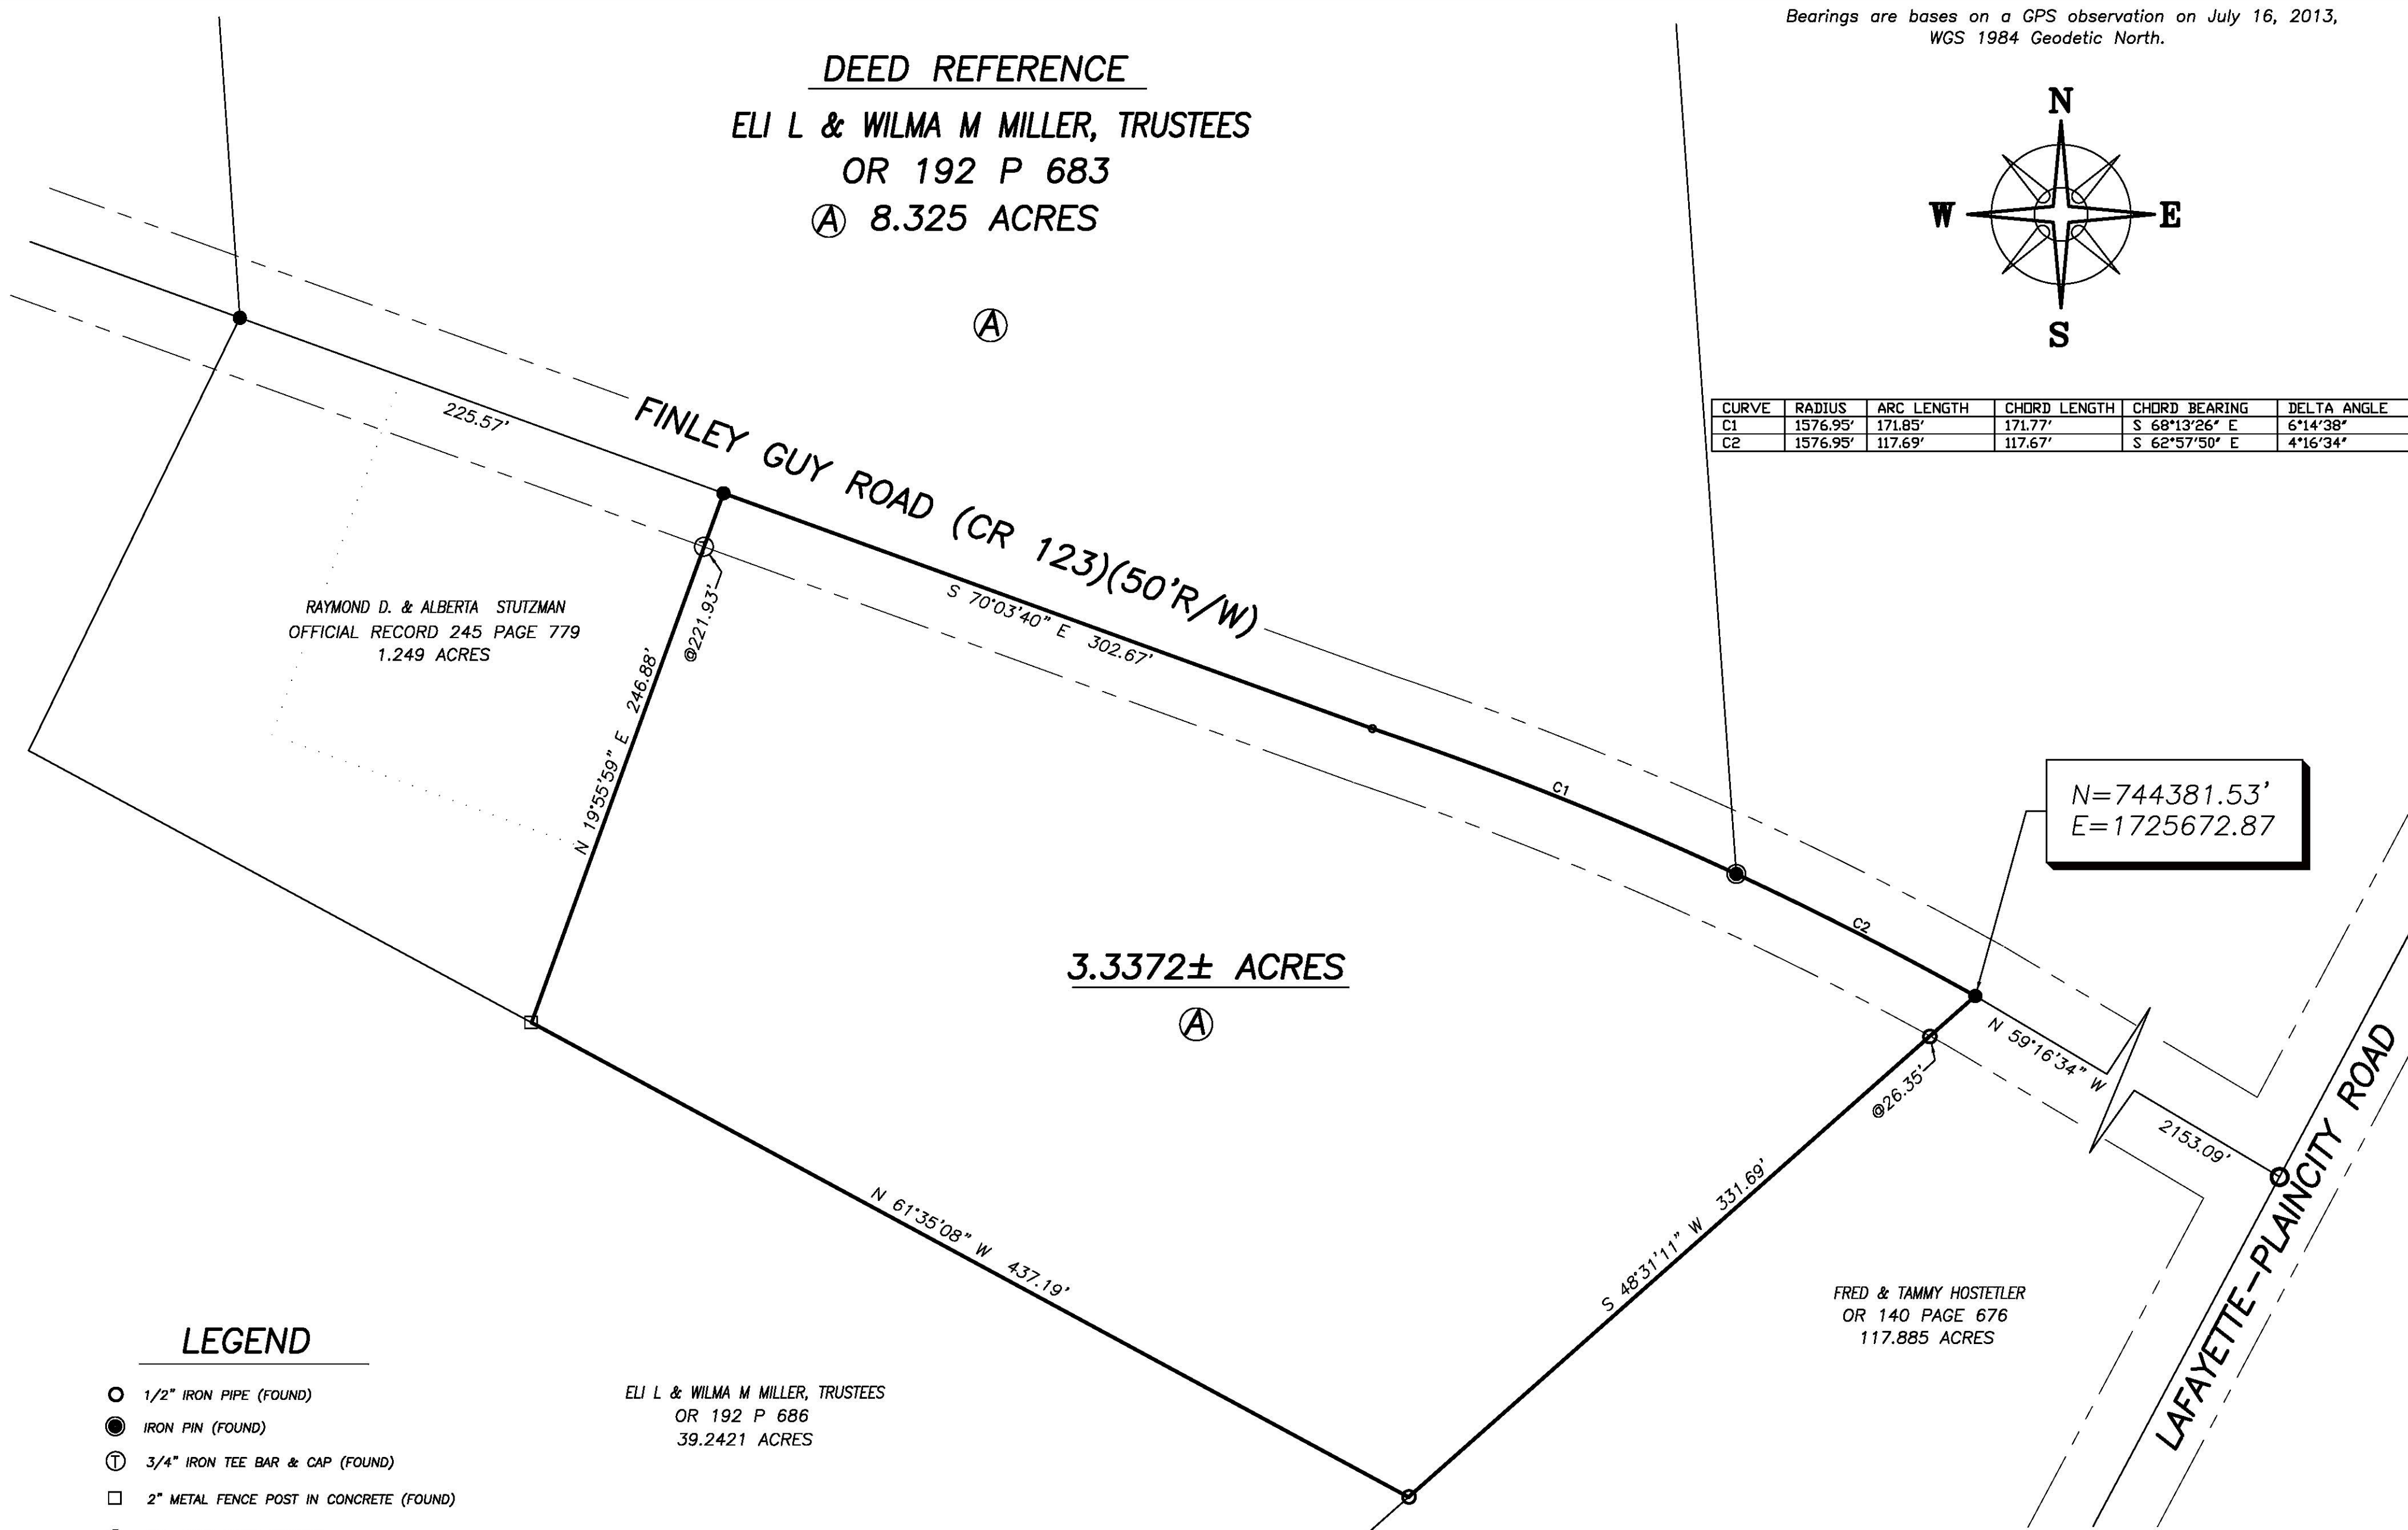 Bearings are bases on a GPS observation on July 16, 2013,
WGS 1984 Geodetic North.
DEED REFERENCE
ELI L & WILMA M MILLER, TRUSTEES
OR 192 P 683
Ⓐ 8.325 ACRES
Ⓐ
N
W
E
S
CURVE RADIUS ARC LENGTH CHORD LENGTH CHORD BEARING DELTA ANGLE
C1 1576.95' 171.85' 171.77' S 68°13'26" E 6°14'38"
C2 1576.95' 117.69' 117.67' S 62°57'50" E 4°16'34"
225.57'
FINLEY GUY ROAD (CR 123)(50'R/W)
S 70°03'40" E 302.67'
T
@221.93'
RAYMOND D. & ALBERTA STUTZMAN
OFFICIAL RECORD 245 PAGE 779
1.249 ACRES
N 19°55'59" E 246.88'
C1
C2
N=744381.53'
E=1725672.87
3.3372± ACRES
Ⓐ
N 59°16'34" W
2153.09'
@26.35'
LAFAYETTE-PLAINCITY ROAD
N 61°35'08" W 437.19'
S 48°31'11" W 331.69'
FRED & TAMMY HOSTETLER
OR 140 PAGE 676
117.885 ACRES
ELI L & WILMA M MILLER, TRUSTEES
OR 192 P 686
39.2421 ACRES
LEGEND
1/2" IRON PIPE (FOUND)
IRON PIN (FOUND)
Ⓣ 3/4" IRON TEE BAR & CAP (FOUND)
2" METAL FENCE POST IN CONCRETE (FOUND)